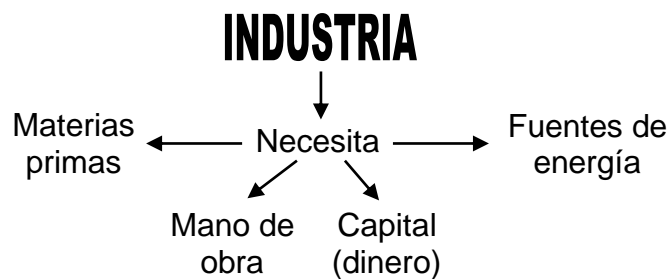 INDUSTRIA
Materias
primas
Necesita
Fuentes de
energía
Mano de
obra
Capital
(dinero)